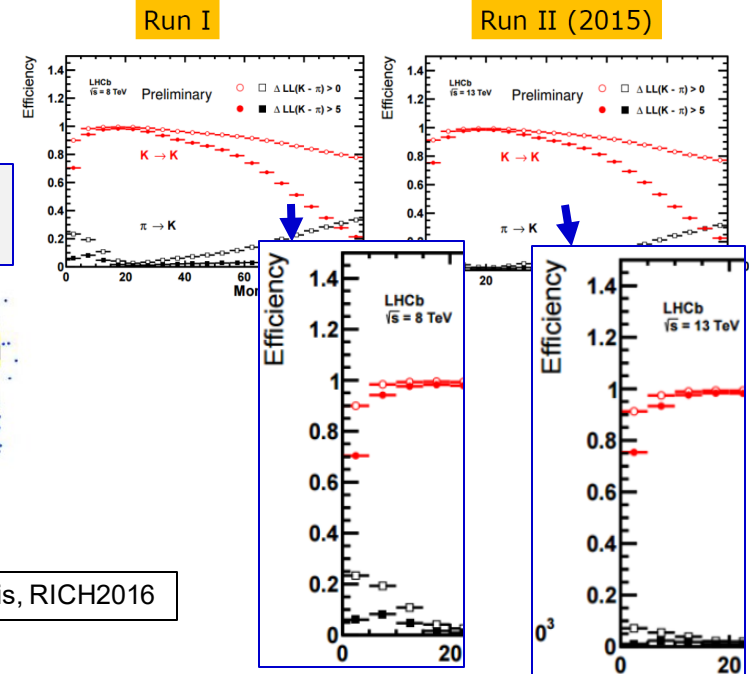 Run I
Run II (2015)
Efficiency
1.4
1.2
1
0.8
0.6
0.4
0.2
0
LHCb
√s = 8 TeV
Preliminary
Δ LL(K - π) > 0
Δ LL(K - π) > 5
K → K
π → K
0
20
40
60
Efficiency
1.4
1.2
1
0.8
0.6
0.4
LHCb
√s = 13 TeV
Preliminary
Δ LL(K - π) > 0
Δ LL(K - π) > 5
K → K
π → K
20
Efficiency
1.4
1.2
1
0.8
0.6
0.4
0.2
0
LHCb
√s = 8 TeV
0
20
Efficiency
1.4
1.2
1
0.8
0.6
0.4
0.2
0
LHCb
√s = 13 TeV
0³
0
20
is, RICH2016